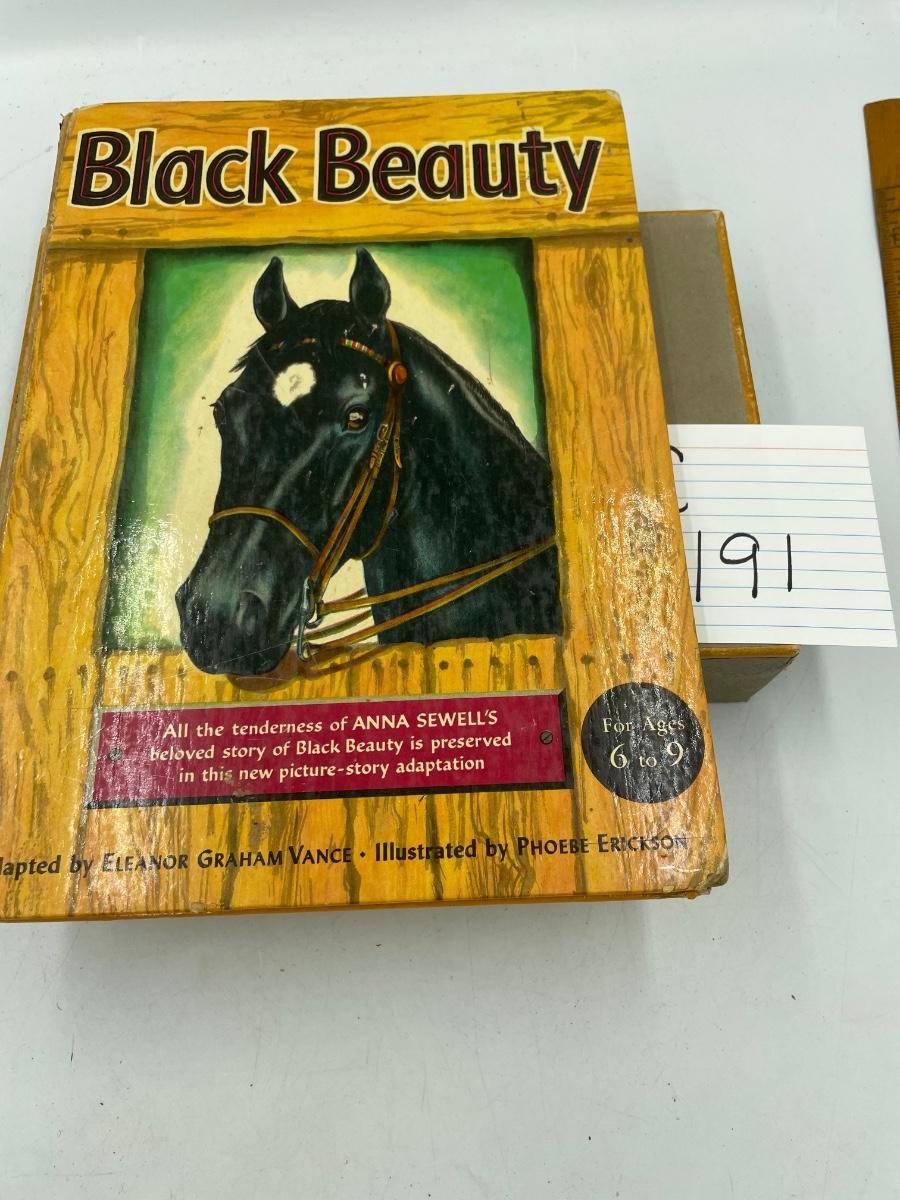 Black Beauty
All the tenderness of ANNA SEWELL'S
beloved story of Black Beauty is preserved
in this new picture-story adaptation
For Ages
6 to 9
dapted by ELEANOR GRAHAM VANCE • Illustrated by PHOEBE ERICKSON
191